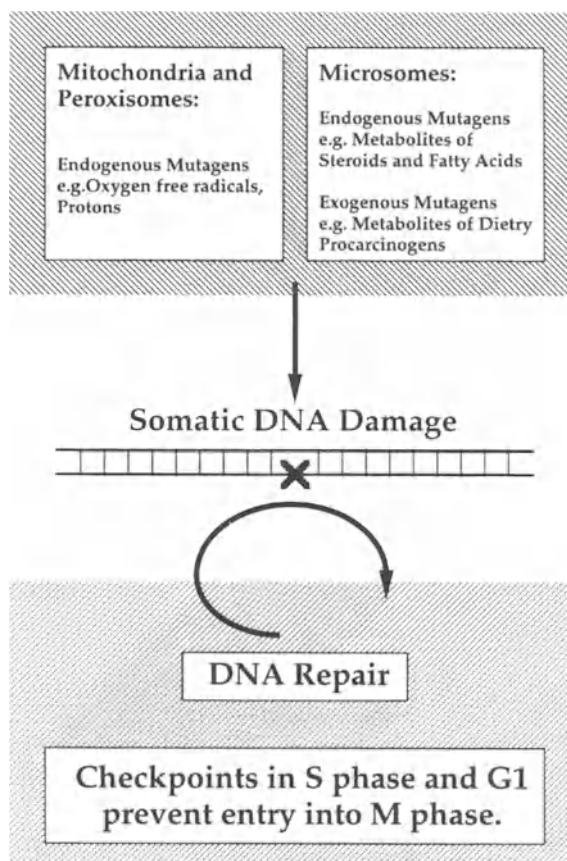 Mitochondria and
Peroxisomes:
Endogenous Mutagens
e.g.Oxygen free radicals,
Protons
Microsomes:
Endogenous Mutagens
e.g. Metabolites of
Steroids and Fatty Acids
Exogenous Mutagens
e.g. Metabolites of Dietry
Procarcinogens
Somatic DNA Damage
DNA Repair
Checkpoints in S phase and G1
prevent entry into M phase.